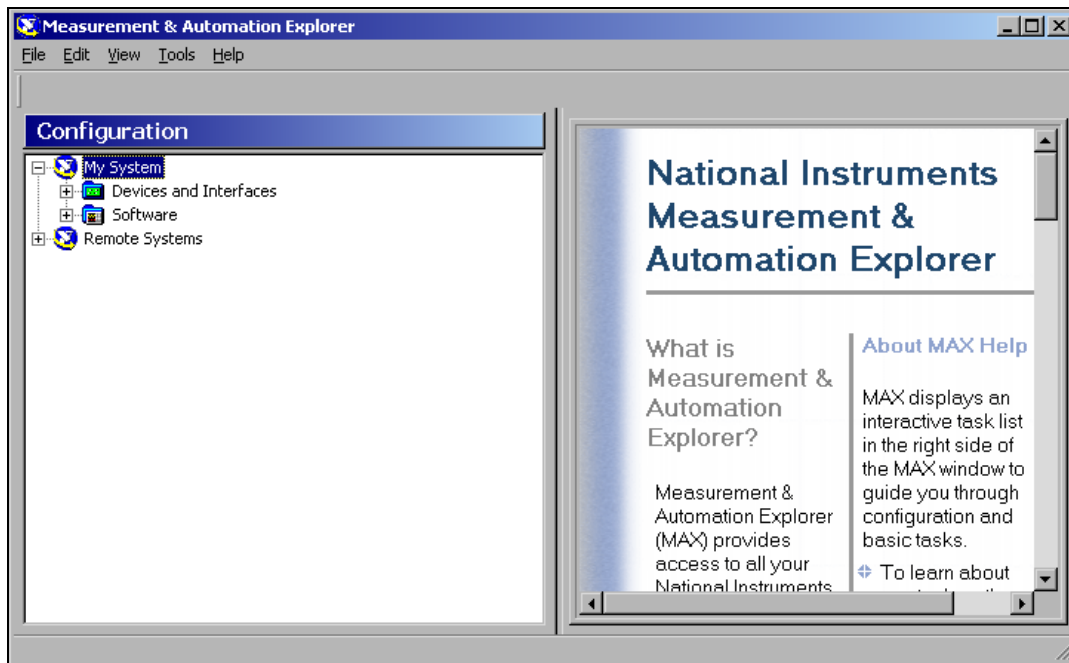 Measurement & Automation Explorer
File Edit View Tools Help
Configuration
My System
Devices and Interfaces
Software
Remote Systems
National Instruments
Measurement &
Automation Explorer
What is
Measurement &
Automation
Explorer?
Measurement &
Automation Explorer
(MAX) provides
access to all your
National Instruments
About MAX Help
MAX displays an
interactive task list
in the right side of
the MAX window to
guide you through
configuration and
basic tasks.
To learn about